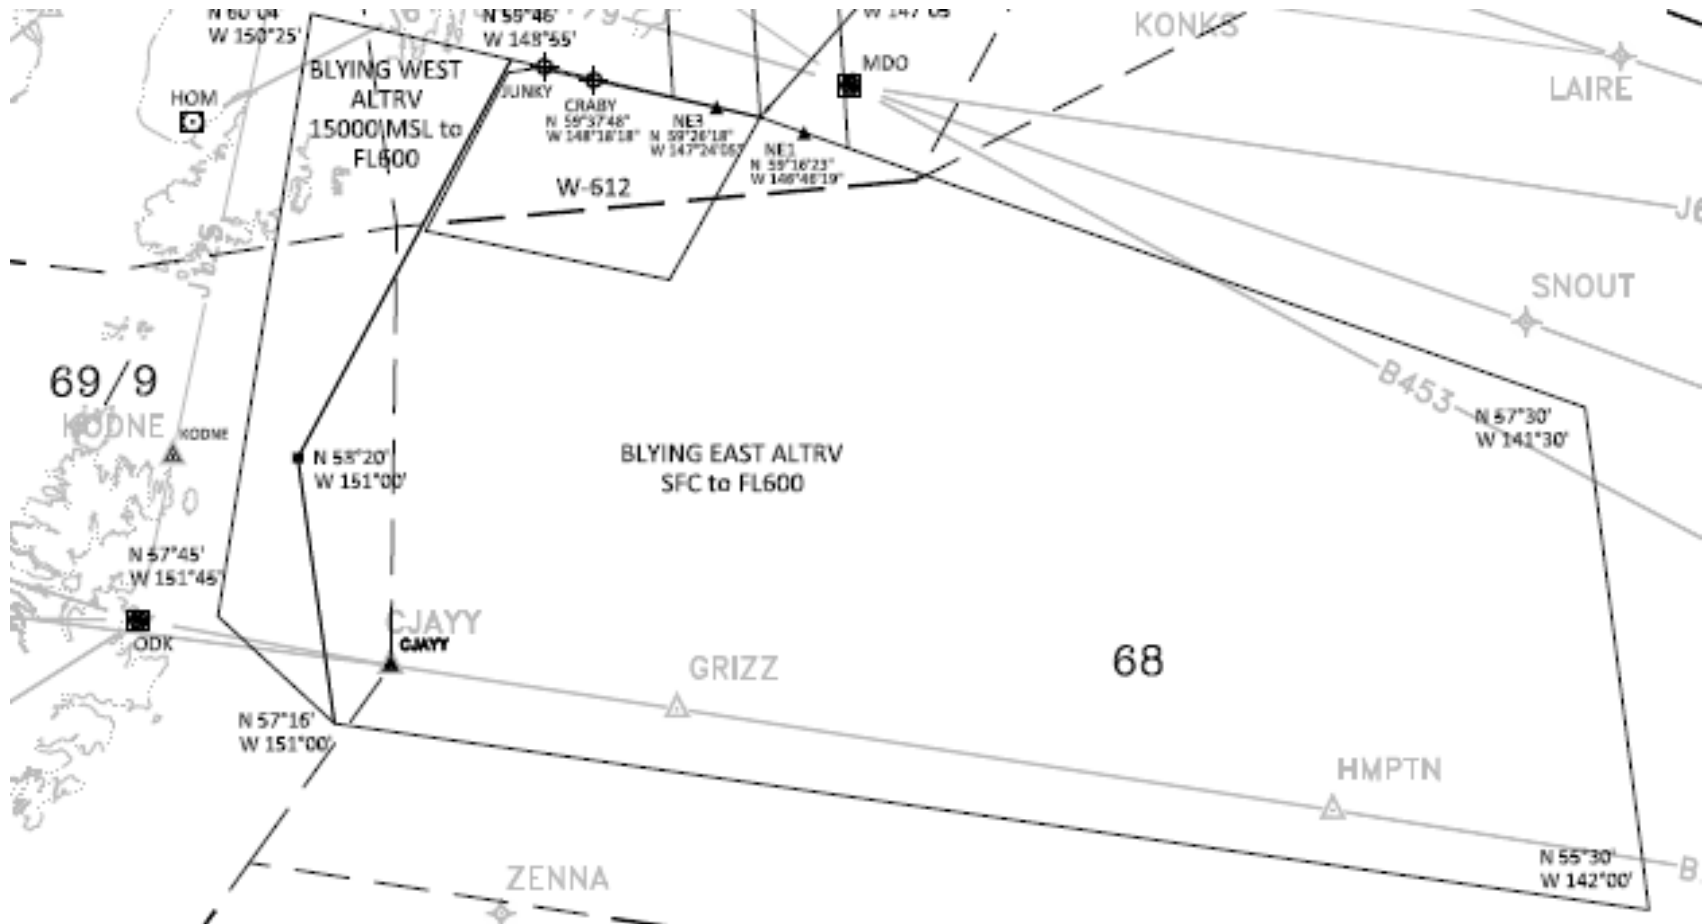 N 60°04'
W 150°25'
N 59°46'
W 148°55'
W 147°05'
KONKS
LAIRE
MDO
HOM
BLYING WEST
ALTRV
15000'MSL to
FL600
JUNKY
CRABY
N 59°37'48"
W 148°18'18"
NE3
N 59°26'18"
W 147°24'05"
NE1
N 59°16'23"
W 146°46'19"
W-612
J6
SNOUT
69/9
B453
KODNE
KODNE
N 57°30'
W 141°30'
N 58°20'
W 151°00'
BLYING EAST ALTRV
SFC to FL600
N 57°45'
W 151°45'
ODK
CJAYY
CJAYY
GRIZZ
68
N 57°16'
W 151°00'
HMPTN
N 55°30'
W 142°00'
B
ZENNA